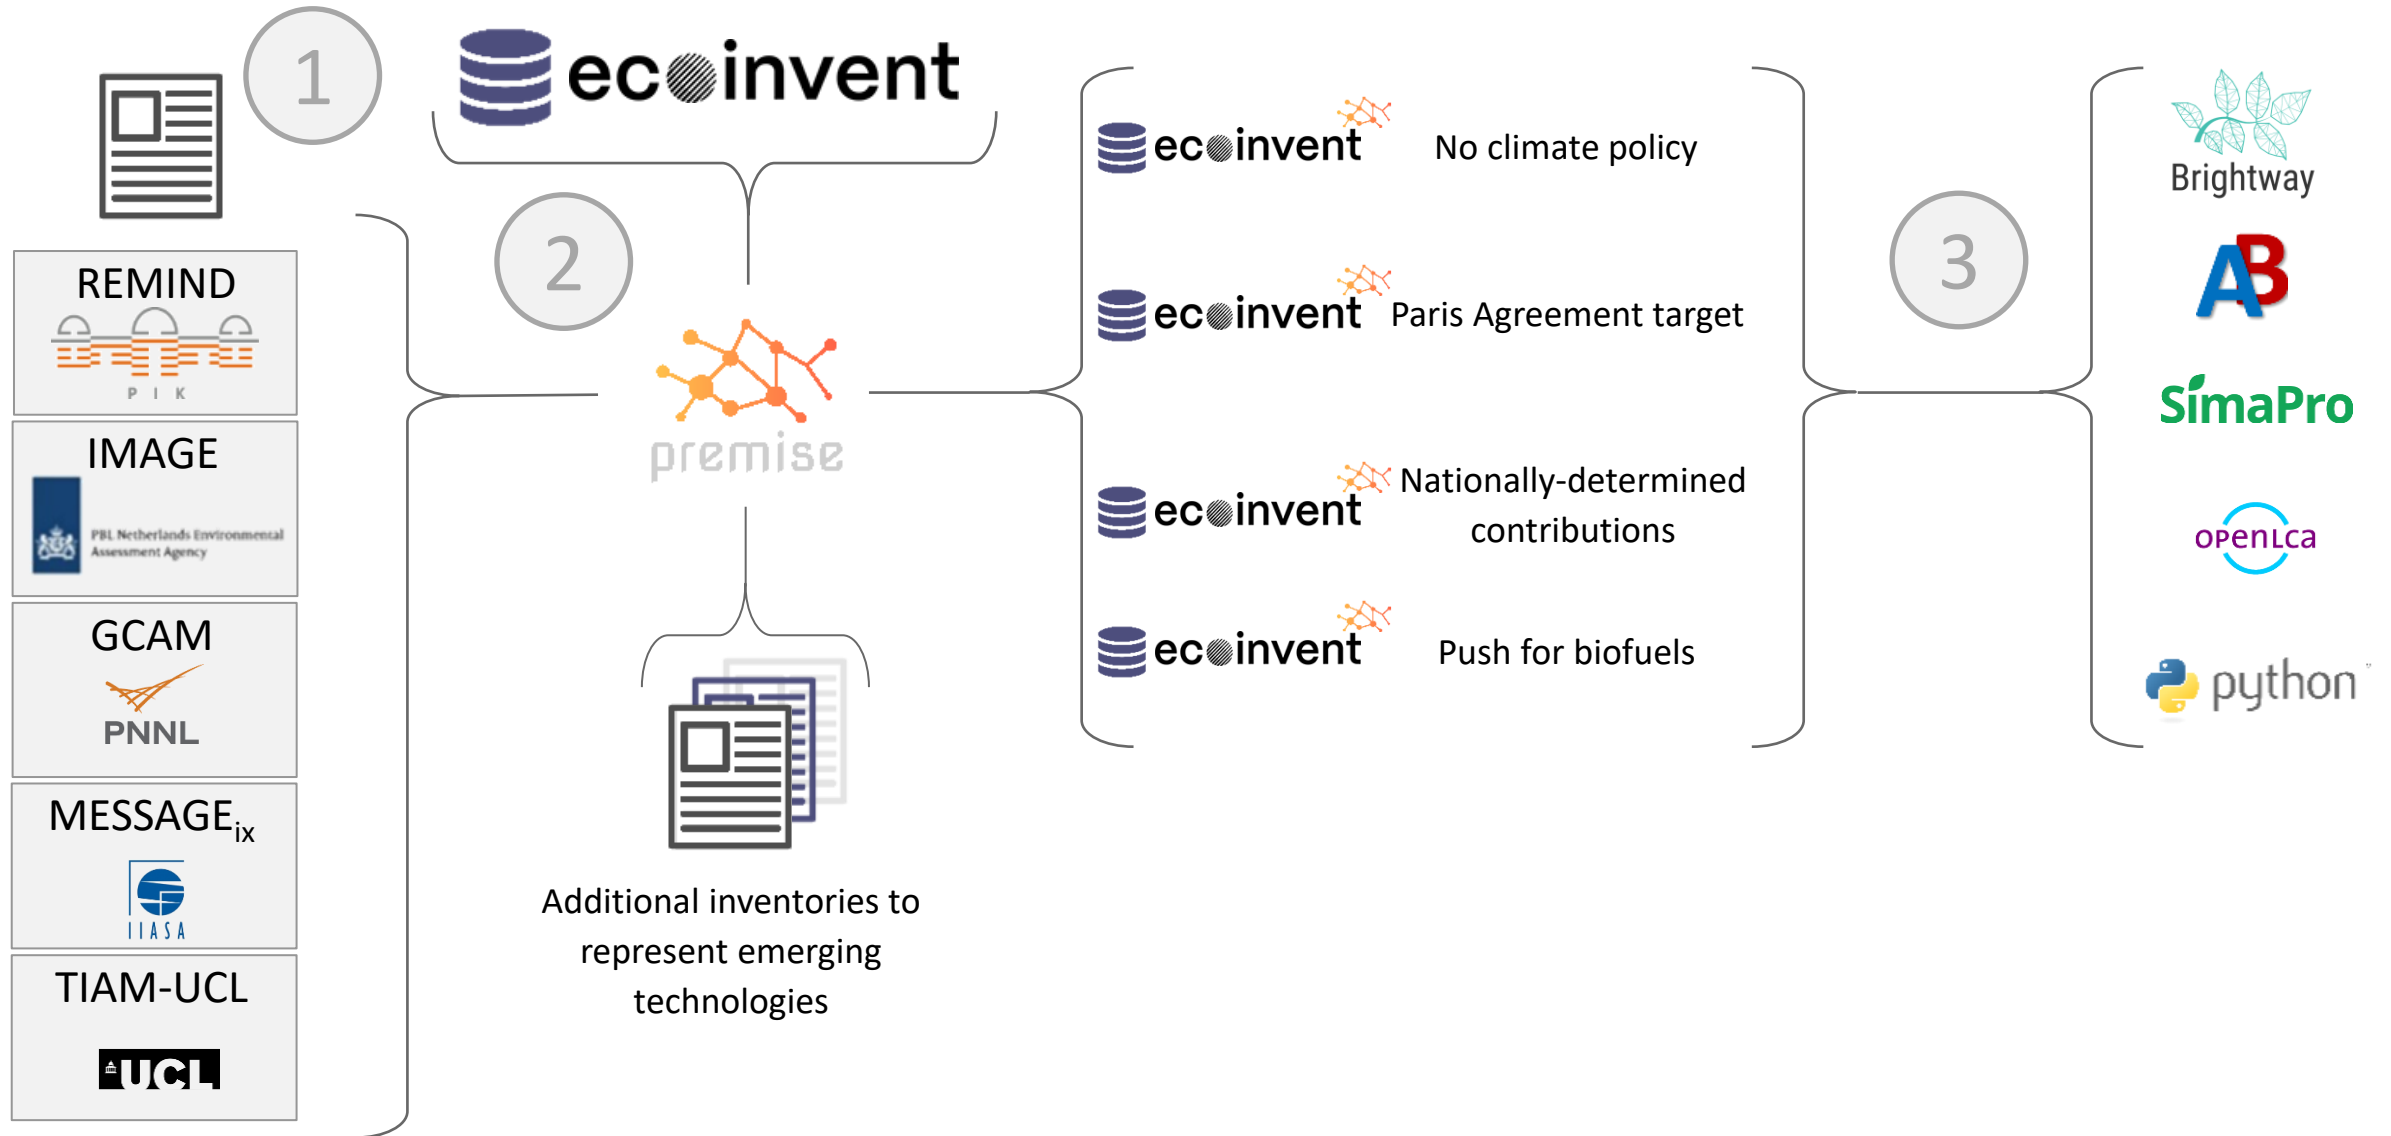 1
ecoinvent
REMIND
PIK
IMAGE
PBL Netherlands Environmental
Assessment Agency
GCAM
PNNL
MESSAGEix
IIASA
TIAM-UCL
UCL
2
premise
Additional inventories to
represent emerging
technologies
ecoinvent No climate policy
ecoinvent Paris Agreement target
ecoinvent Nationally-determined
contributions
ecoinvent Push for biofuels
3
Brightway
AB
SimaPro
openLca
python